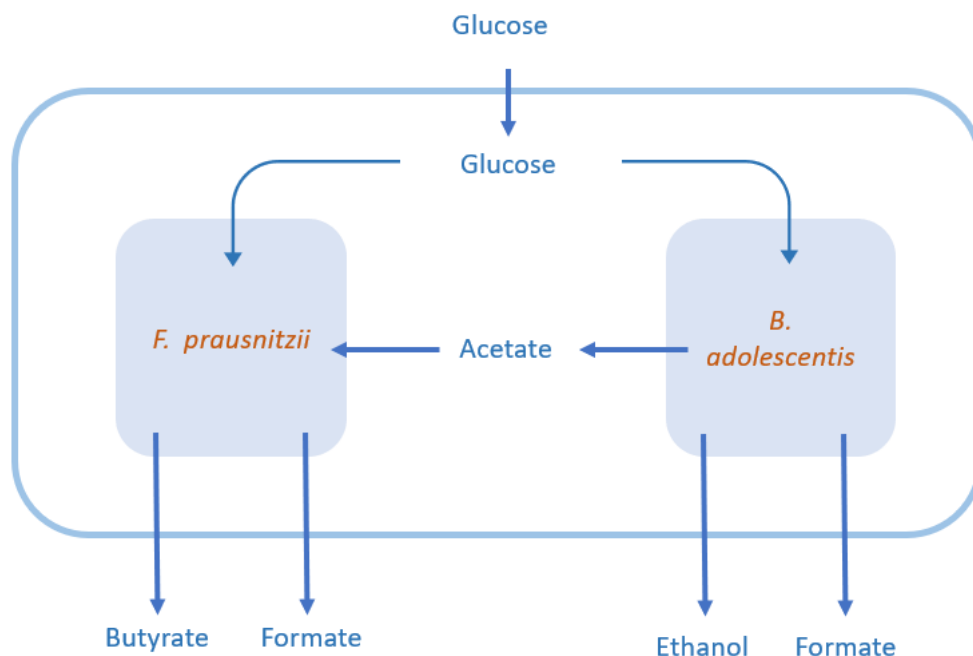 Glucose
Glucose
F. prausnitzii
Acetate
B.
adolescentis
Butyrate
Formate
Ethanol
Formate